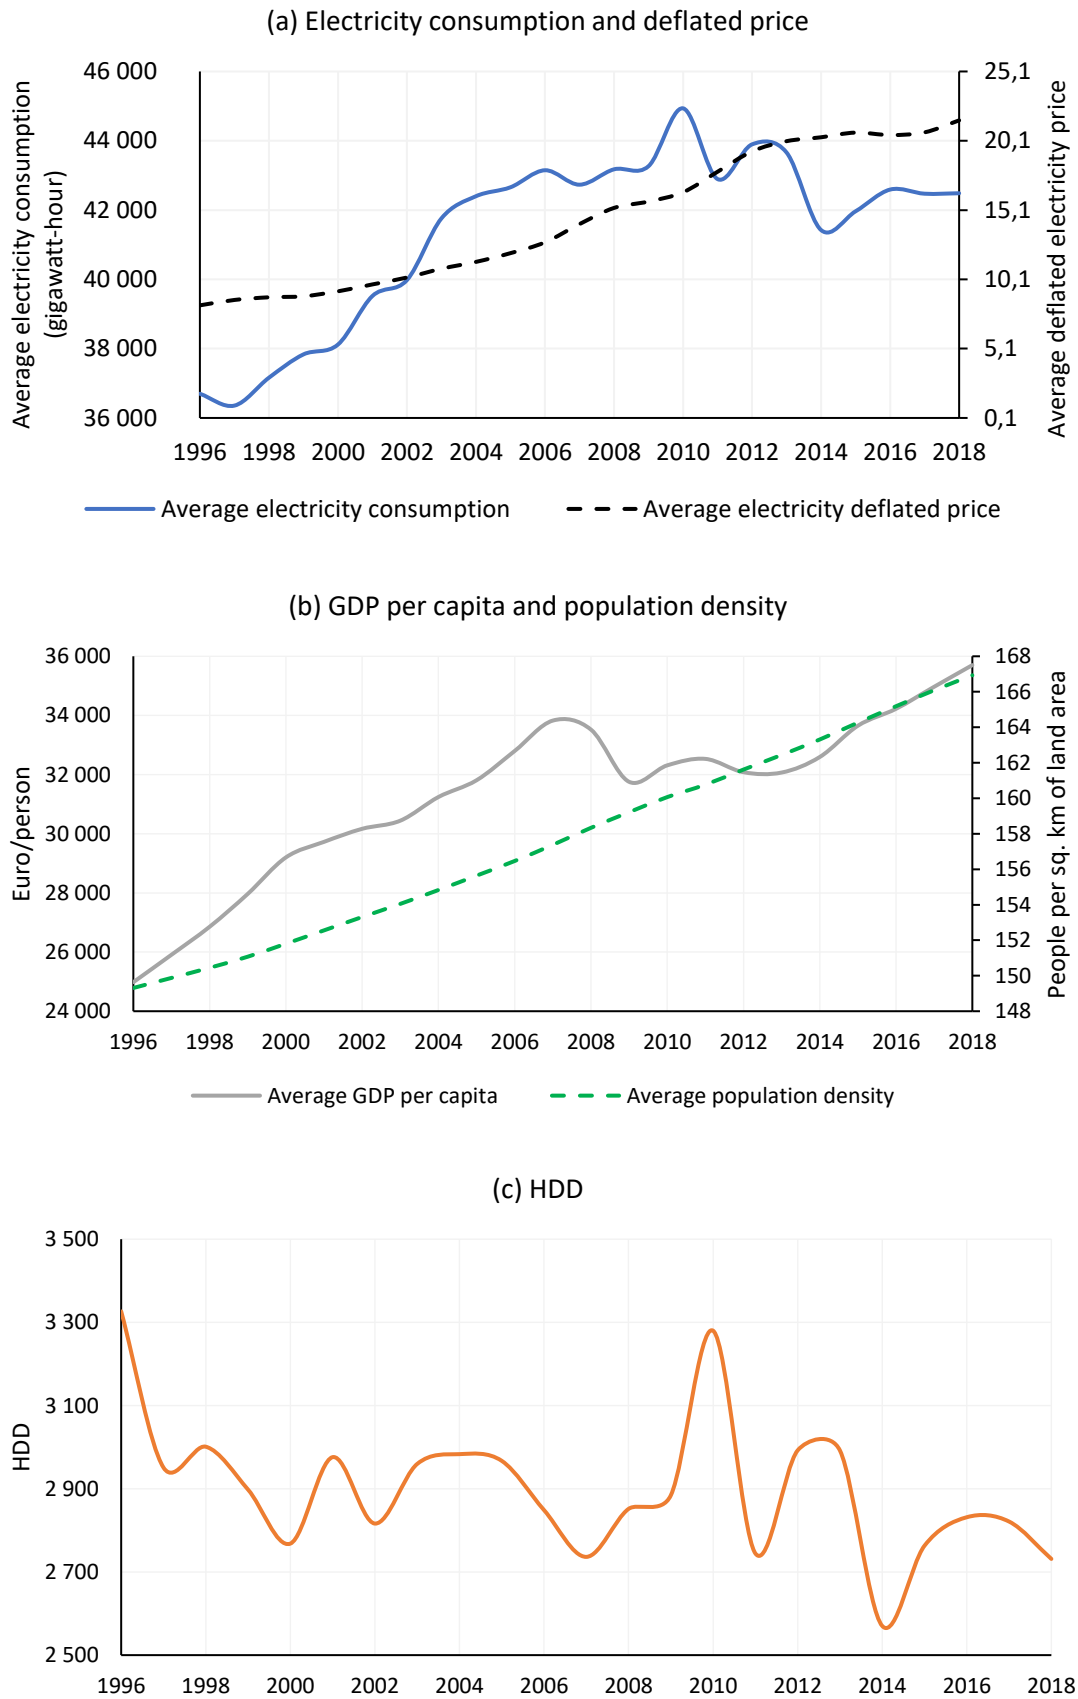 (a) Electricity consumption and deflated price
Average electricity consumption
(gigawatt-hour)
46 000
44 000
42 000
40 000
38 000
36 000
25,1
20,1
15,1
10,1
5,1
0,1
Average deflated electricity price
1996 1998 2000 2002 2004 2006 2008 2010 2012 2014 2016 2018
Average electricity consumption
Average electricity deflated price
(b) GDP per capita and population density
Euro/person
36 000
34 000
32 000
30 000
28 000
26 000
24 000
168
166
164
162
160
158
156
154
152
150
148
People per sq. km of land area
1996 1998 2000 2002 2004 2006 2008 2010 2012 2014 2016 2018
Average GDP per capita
Average population density
(c) HDD
HDD
3 500
3 300
3 100
2 900
2 700
2 500
1996 1998 2000 2002 2004 2006 2008 2010 2012 2014 2016 2018